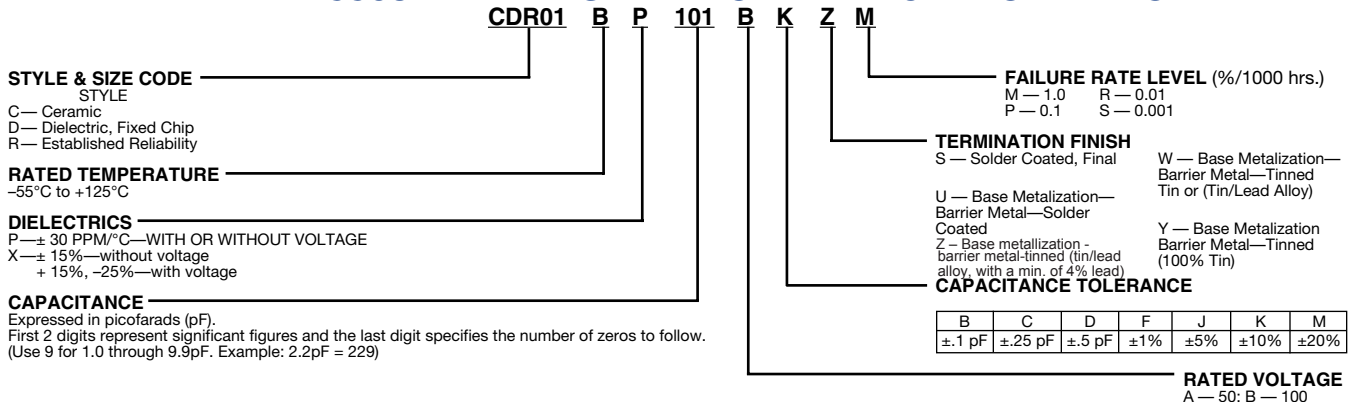 CDR01 B P 101 B K Z M
STYLE & SIZE CODE
STYLE
C— Ceramic
D— Dielectric, Fixed Chip
R— Established Reliability
RATED TEMPERATURE
–55°C to +125°C
DIELECTRICS
P—± 30 PPM/°C—WITH OR WITHOUT VOLTAGE
X—± 15%—without voltage
+ 15%, –25%—with voltage
CAPACITANCE
Expressed in picofarads (pF).
First 2 digits represent significant figures and the last digit specifies the number of zeros to follow.
(Use 9 for 1.0 through 9.9pF. Example: 2.2pF = 229)
FAILURE RATE LEVEL (%/1000 hrs.)
M — 1.0 R — 0.01
P — 0.1 S — 0.001
TERMINATION FINISH
S — Solder Coated, Final
U — Base Metalization—
Barrier Metal—Solder
Coated
Z – Base metallization -
barrier metal-tinned (tin/lead
alloy, with a min. of 4% lead)
W — Base Metalization—
Barrier Metal—Tinned
Tin or (Tin/Lead Alloy)
Y — Base Metalization
Barrier Metal—Tinned
(100% Tin)
CAPACITANCE TOLERANCE
B C D F J K M
±.1 pF ±.25 pF ±.5 pF ±1% ±5% ±10% ±20%
RATED VOLTAGE
A — 50; B — 100